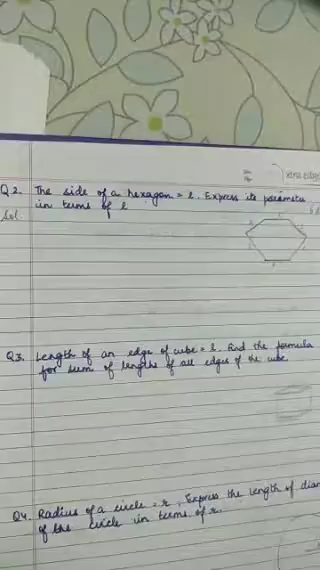 Q2. The side of a hexagon = l. Express its perimeter
in terms of l
Sol.
Q3. Length of an edge of cube = l. Find the formula
for sum of lengths of all edges of the cube.
Q4. Radius of a circle = r, Express the length of diam
of the circle in terms of r.